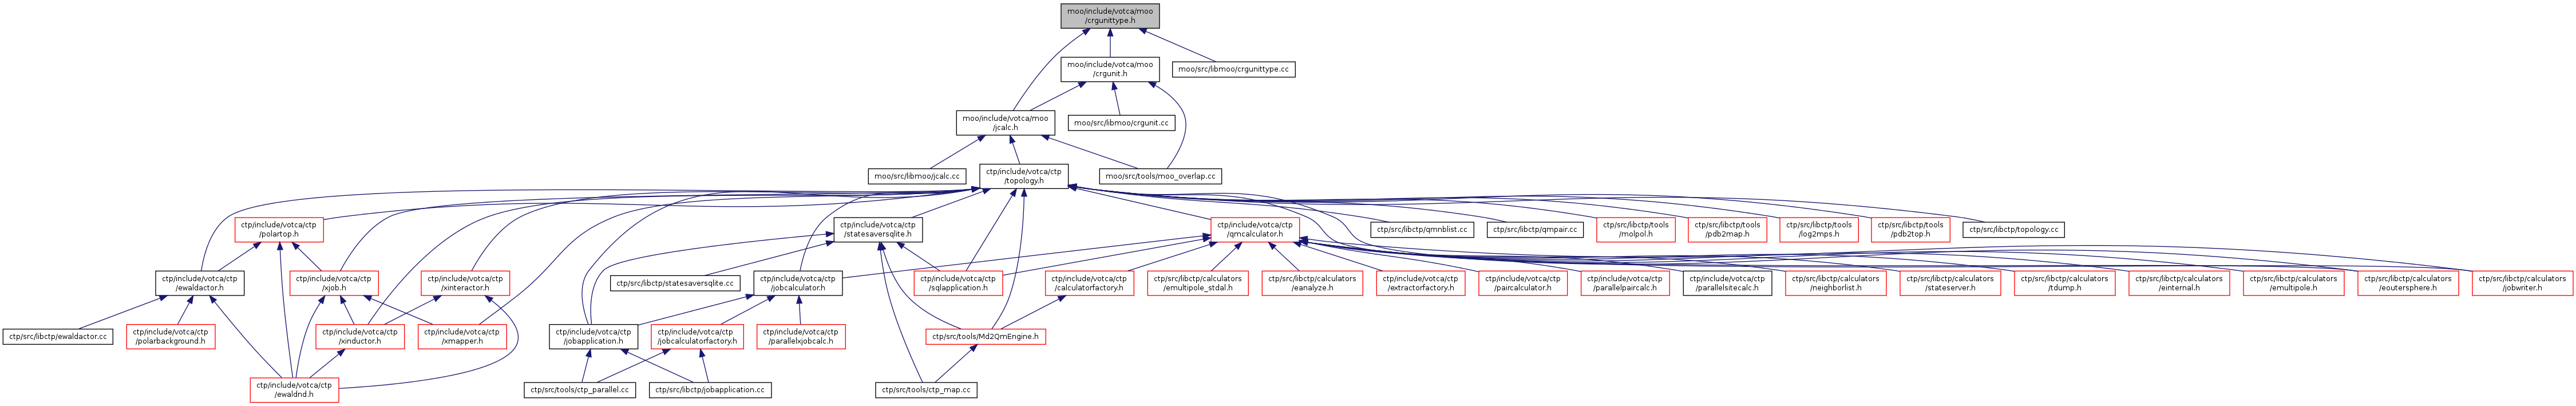 moo/include/votca/moo
/crgunittype.h
moo/include/votca/moo
/crgunit.h
moo/src/libmoo/crgunittype.cc
moo/include/votca/moo
/jcalc.h
moo/src/libmoo/crgunit.cc
moo/src/libmoo/jcalc.cc
ctp/include/votca/ctp
/topology.h
moo/src/tools/moo_overlap.cc
ctp/include/votca/ctp
/polartop.h
ctp/include/votca/ctp
/statesaversqlite.h
ctp/include/votca/ctp
/qmcalculator.h
ctp/src/libctp/qmnblist.cc
ctp/src/libctp/qmpair.cc
ctp/src/libctp/tools
/molpol.h
ctp/src/libctp/tools
/pdb2map.h
ctp/src/libctp/tools
/log2mps.h
ctp/src/libctp/tools
/pdb2top.h
ctp/src/libctp/topology.cc
ctp/include/votca/ctp
/ewaldactor.h
ctp/include/votca/ctp
/xjob.h
ctp/include/votca/ctp
/xinteractor.h
ctp/src/libctp/statesaversqlite.cc
ctp/include/votca/ctp
/jobcalculator.h
ctp/include/votca/ctp
/sqlapplication.h
ctp/include/votca/ctp
/calculatorfactory.h
ctp/src/libctp/calculators
/emultipole_stdal.h
ctp/src/libctp/calculators
/eanalyze.h
ctp/include/votca/ctp
/extractorfactory.h
ctp/include/votca/ctp
/paircalculator.h
ctp/include/votca/ctp
/parallelpaircalc.h
ctp/include/votca/ctp
/parallelsitecalc.h
ctp/src/libctp/calculators
/neighborlist.h
ctp/src/libctp/calculators
/stateserver.h
ctp/src/libctp/calculators
/tdump.h
ctp/src/libctp/calculators
/einternal.h
ctp/src/libctp/calculators
/emultipole.h
ctp/src/libctp/calculators
/eoutersphere.h
ctp/src/libctp/calculators
/jobwriter.h
ctp/src/libctp/ewaldactor.cc
ctp/include/votca/ctp
/polarbackground.h
ctp/include/votca/ctp
/xinductor.h
ctp/include/votca/ctp
/xmapper.h
ctp/include/votca/ctp
/jobapplication.h
ctp/include/votca/ctp
/jobcalculatorfactory.h
ctp/include/votca/ctp
/parallelxjobcalc.h
ctp/src/tools/Md2QmEngine.h
ctp/include/votca/ctp
/ewaldnd.h
ctp/src/tools/ctp_parallel.cc
ctp/src/libctp/jobapplication.cc
ctp/src/tools/ctp_map.cc